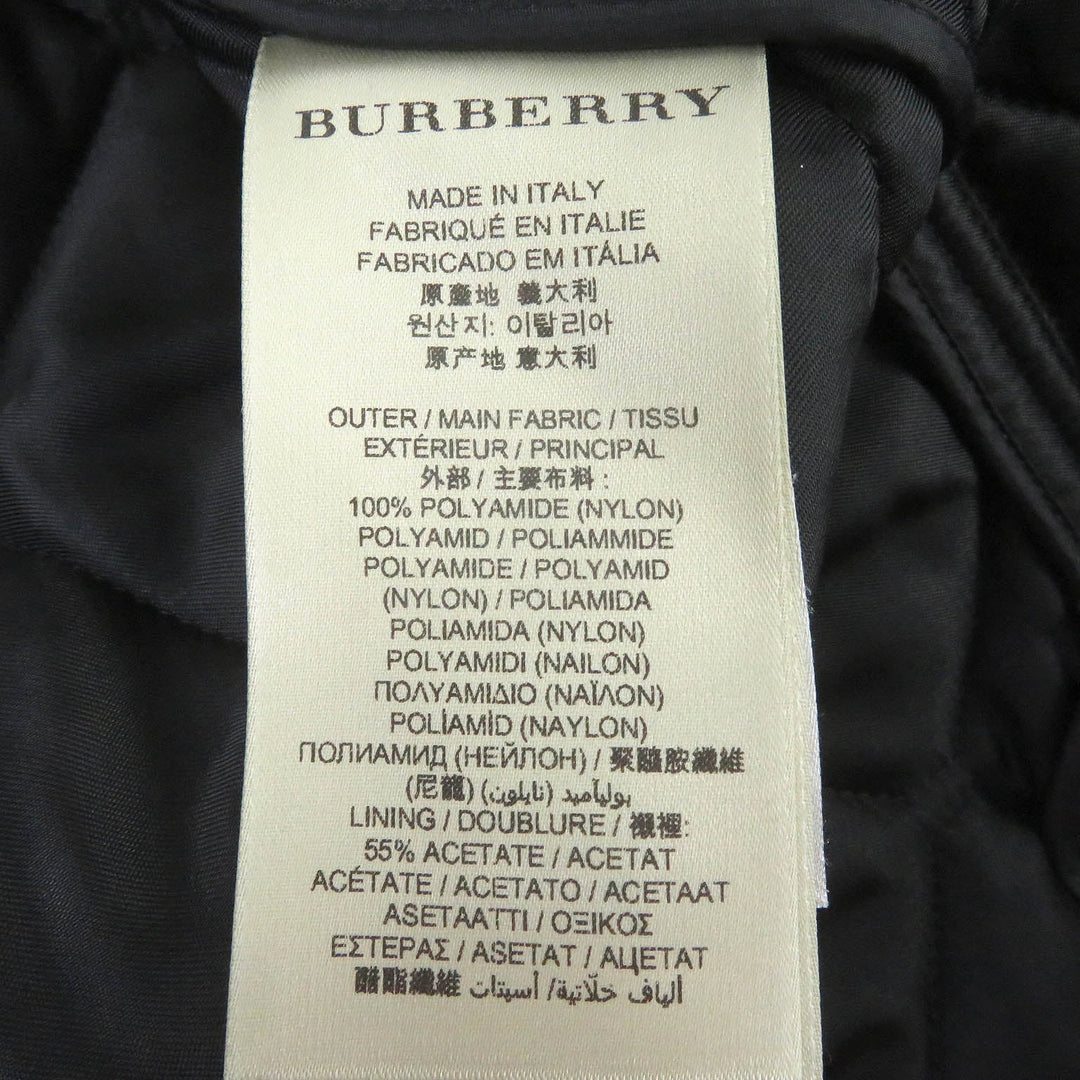 BURBERRY
MADE IN ITALY
FABRIQUÉ EN ITALIE
FABRICADO EM ITÁLIA
原產地 義大利
원산지: 이탈리아
原产地 意大利
OUTER / MAIN FABRIC / TISSU
EXTÉRIEUR / PRINCIPAL
外部 / 主要布料 :
100% POLYAMIDE (NYLON)
POLYAMID / POLIAMMIDE
POLYAMIDE / POLYAMID
(NYLON) / POLIAMIDA
POLIAMIDA (NYLON)
POLYAMIDI (NAILON)
ΠΟΛΥΑΜΙΔΙΟ (ΝΑΪΛΟΝ)
POLİAMİD (NAYLON)
ПОЛИАМИД (НЕЙЛОН) / 聚醯胺纖維
(尼龍) بوليآميد (نايلون)
LINING / DOUBLURE / 襯裡:
55% ACETATE / ACETAT
ACÉTATE / ACETATO / ACETAAT
ASETAATTI / ΟΞΙΚΟΣ
ΕΣΤΕΡΑΣ / ASETAT / АЦЕТАТ
醋酯纖維 ألياف خلّاتية/ أسيتات